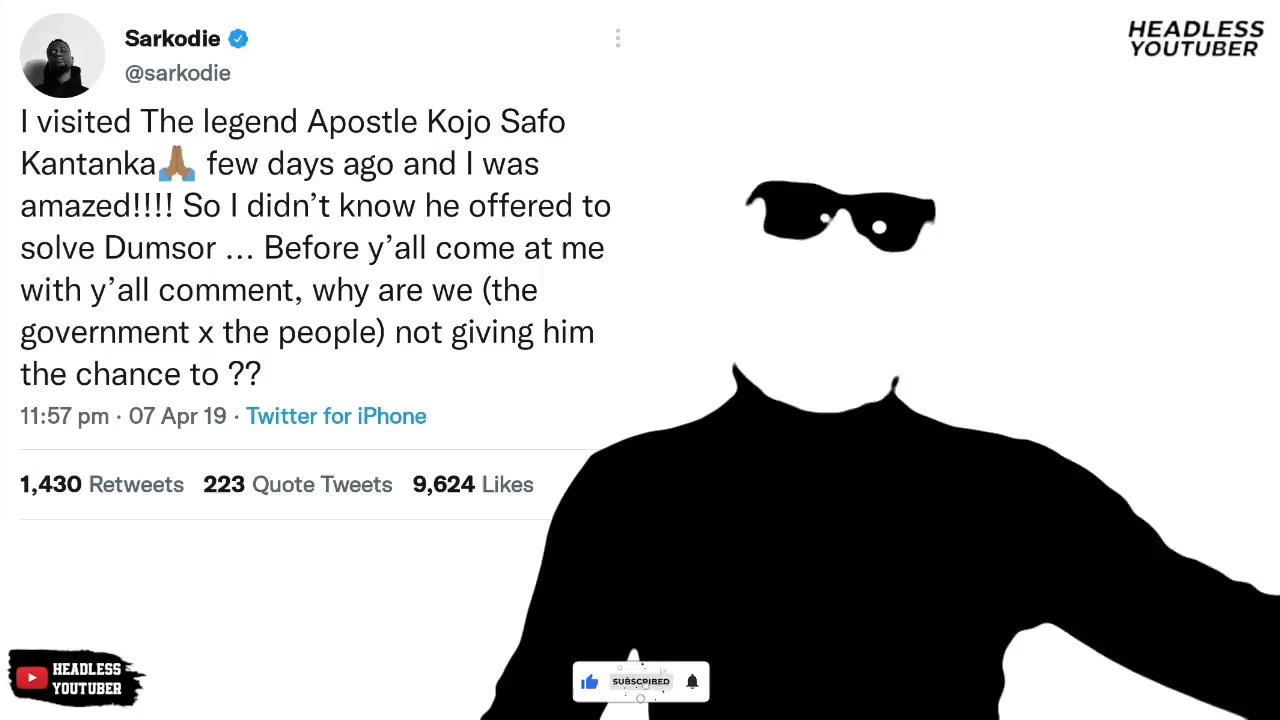 Sarkodie
@sarkodie
I visited The legend Apostle Kojo Safo
Kantanka🙏🏽 few days ago and I was
amazed!!!! So I didn’t know he offered to
solve Dumsor ... Before y’all come at me
with y’all comment, why are we (the
government x the people) not giving him
the chance to ??
11:57 pm · 07 Apr 19 · Twitter for iPhone
1,430 Retweets 223 Quote Tweets 9,624 Likes
HEADLESS
YOUTUBER
HEADLESS
YOUTUBER
SUBSCRIBED